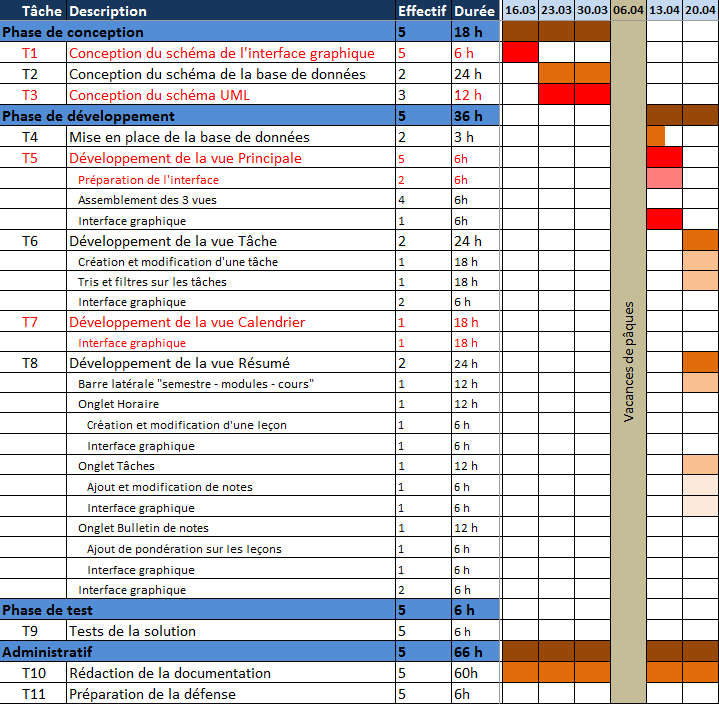 Tâche Description Effectif Durée 16.03 23.03 30.03 06.04 13.04 20.04
Phase de conception 5 18 h
T1 Conception du schéma de l'interface graphique 5 6 h
T2 Conception du schéma de la base de données 2 24 h
T3 Conception du schéma UML 3 12 h
Phase de développement 5 36 h
T4 Mise en place de la base de données 2 3 h
T5 Développement de la vue Principale 5 6h
Préparation de l'interface 2 6h
Assemblement des 3 vues 4 6h
Interface graphique 1 6h
T6 Développement de la vue Tâche 2 24 h
Création et modification d'une tâche 1 18 h
Tris et filtres sur les tâches 1 18 h
Interface graphique 2 6 h
T7 Développement de la vue Calendrier 1 18 h
Interface graphique 1 18 h
T8 Développement de la vue Résumé 2 24 h
Barre latérale "semestre - modules - cours" 1 12 h
Onglet Horaire 1 12 h
Création et modification d'une leçon 1 6 h
Interface graphique 1 6 h
Onglet Tâches 1 12 h
Ajout et modification de notes 1 6 h
Interface graphique 1 6 h
Onglet Bulletin de notes 1 12 h
Ajout de pondération sur les leçons 1 6 h
Interface graphique 1 6 h
Interface graphique 2 6 h
Phase de test 5 6 h
T9 Tests de la solution 5 6 h
Administratif 5 66 h
T10 Rédaction de la documentation 5 60h
T11 Préparation de la défense 5 6h
Vacances de pâques